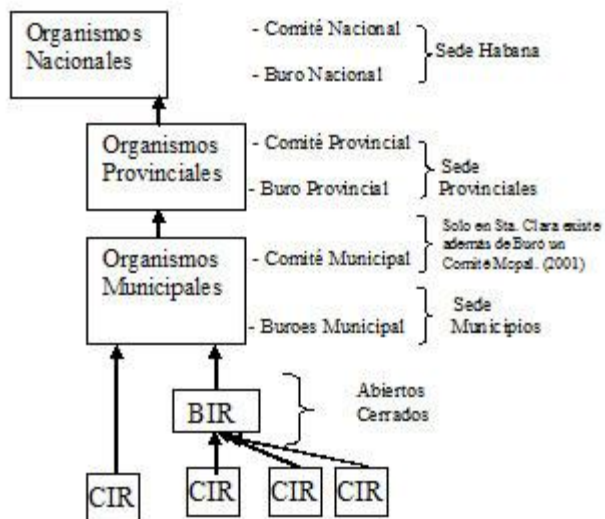 Organismos
Nacionales
- Comité Nacional
- Buro Nacional
Sede Habana
Organismos
Provinciales
- Comité Provincial
- Buro Provincial
Sede
Provinciales
Organismos
Municipales
- Comité Municipal
- Buroes Municipal
Solo en Sta. Clara existe
además de Buró un
Comité Mcpal. (2001)
Sede
Municipios
BIR
Abiertos
Cerrados
CIR
CIR
CIR
CIR